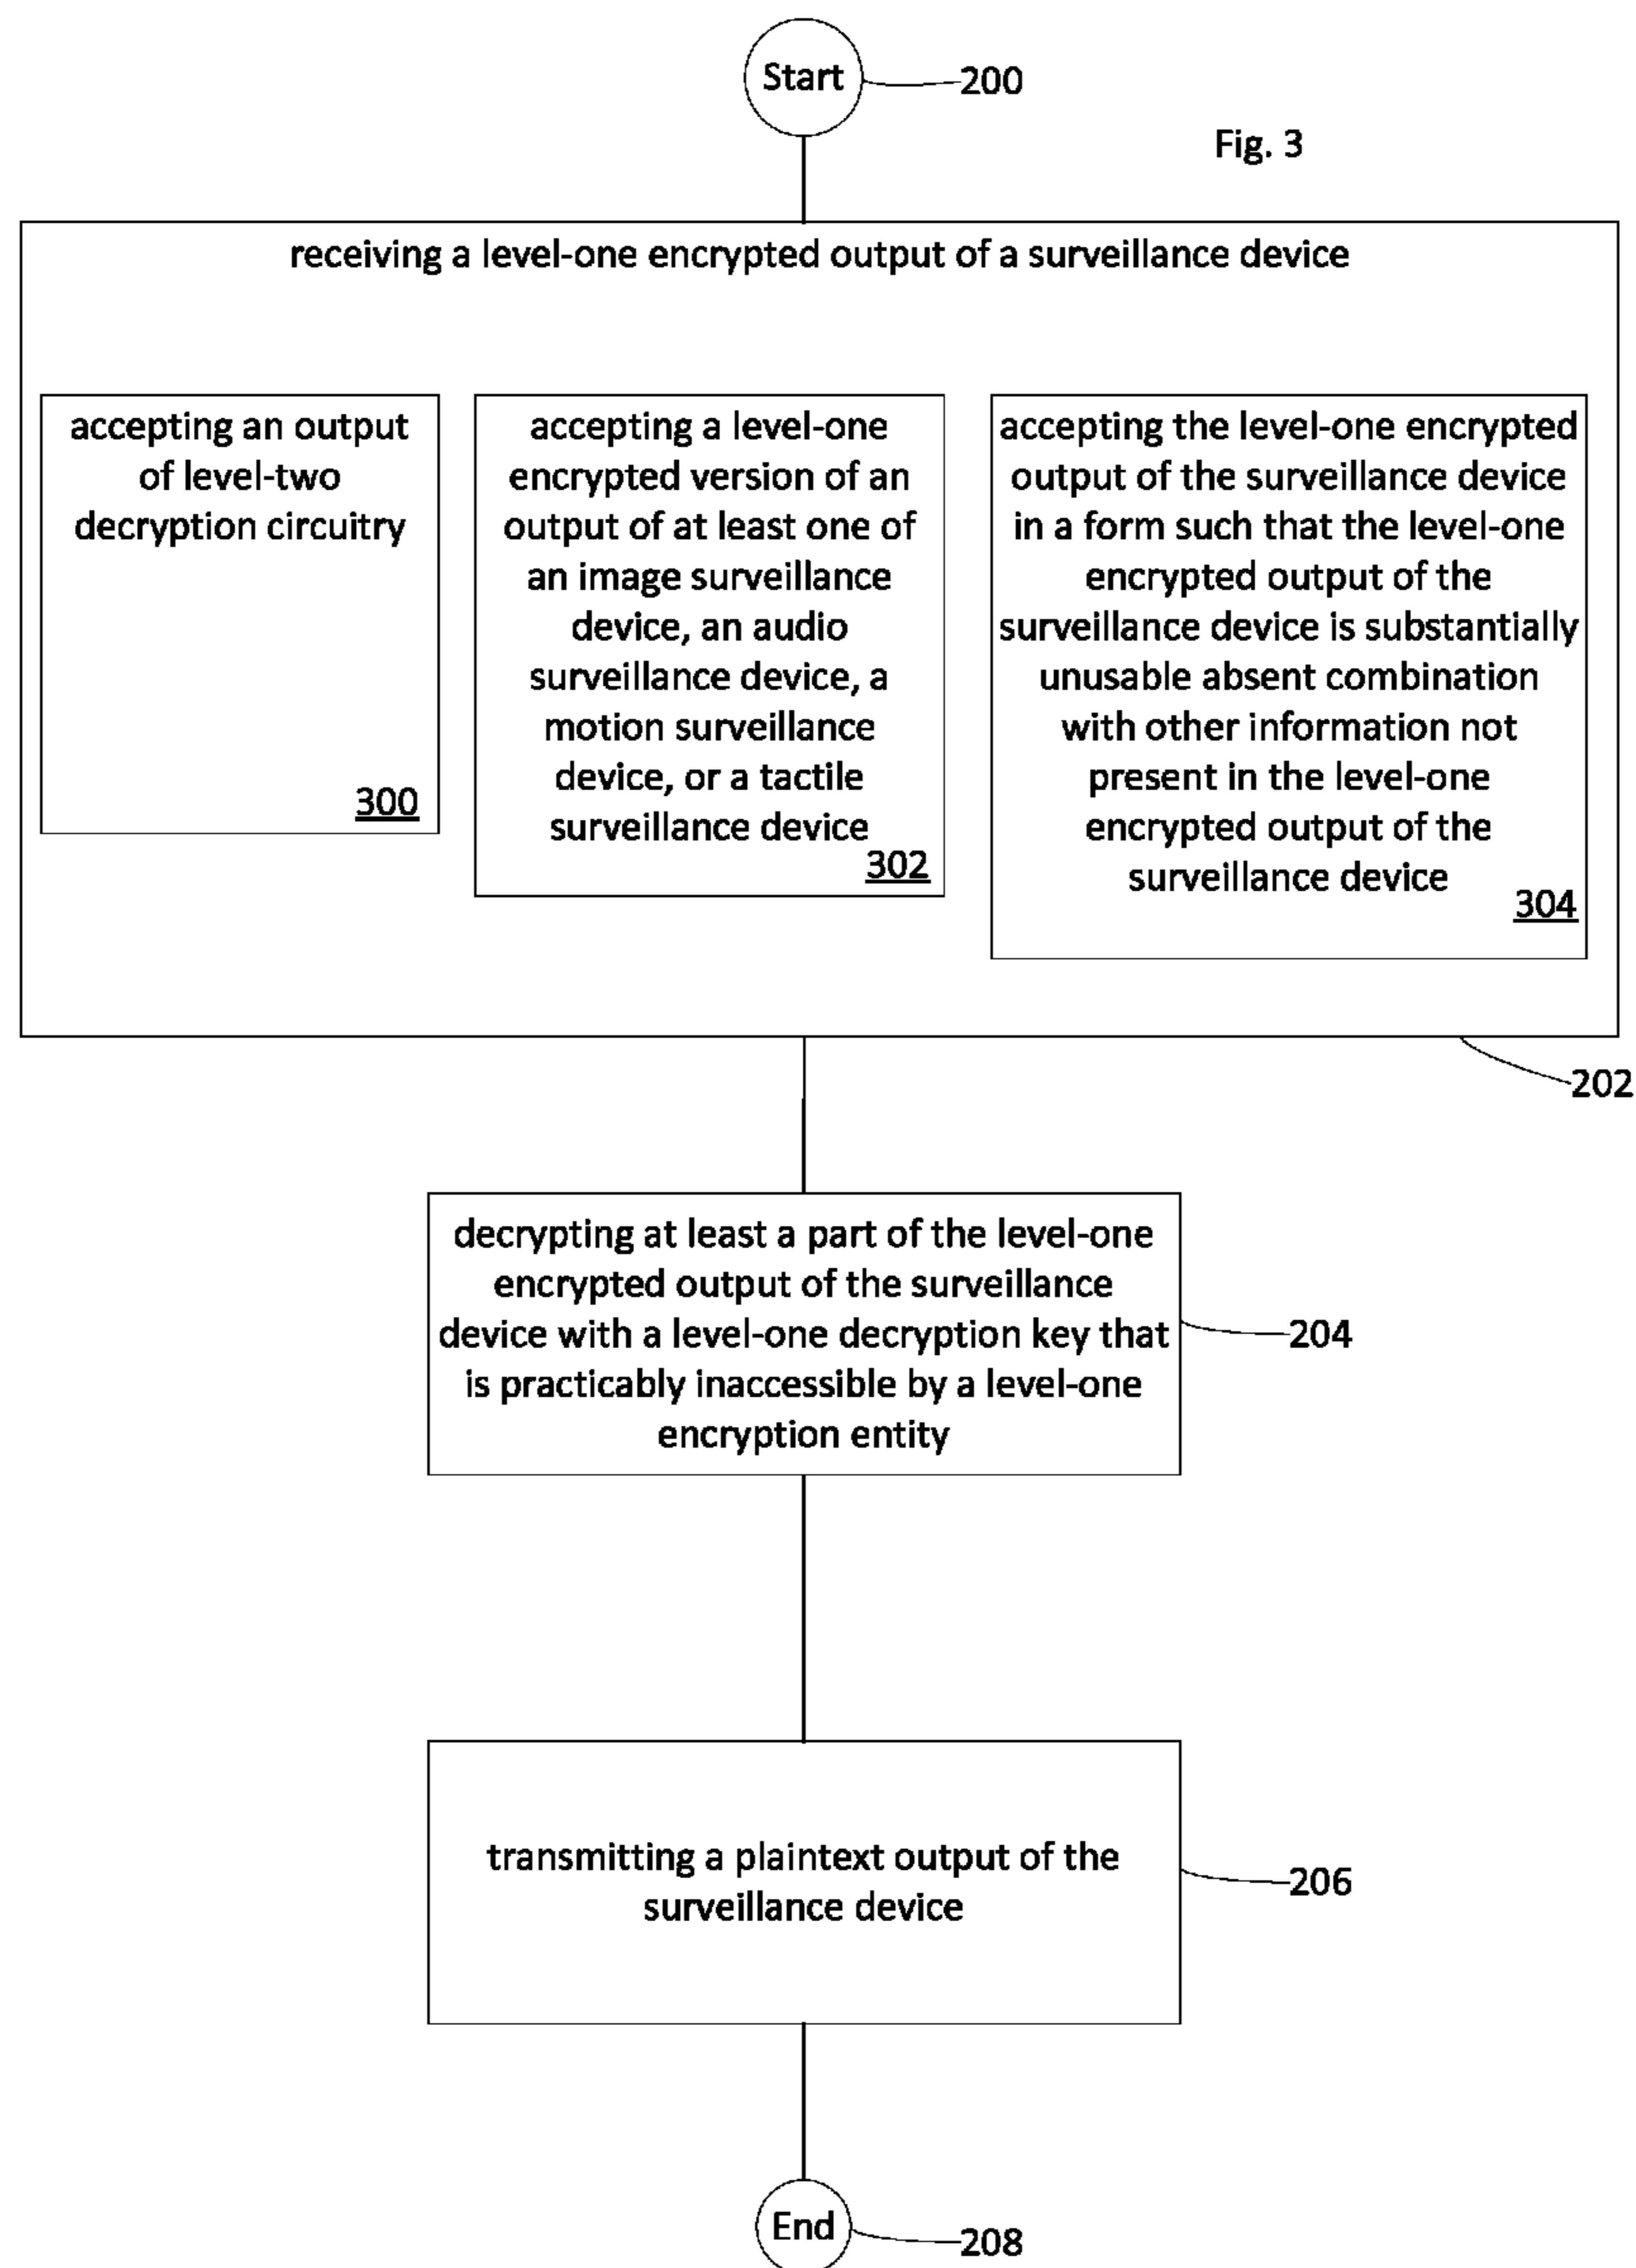 Start
200
Fig. 3
receiving a level-one encrypted output of a surveillance device
accepting an output
of level-two
decryption circuitry
300
accepting a level-one
encrypted version of an
output of at least one of
an image surveillance
device, an audio
surveillance device, a
motion surveillance
device, or a tactile
surveillance device
302
accepting the level-one encrypted
output of the surveillance device
in a form such that the level-one
encrypted output of the
surveillance device is substantially
unusable absent combination
with other information not
present in the level-one
encrypted output of the
surveillance device
304
202
decrypting at least a part of the level-one
encrypted output of the surveillance
device with a level-one decryption key that
is practicably inaccessible by a level-one
encryption entity
204
transmitting a plaintext output of the
surveillance device
206
End
208